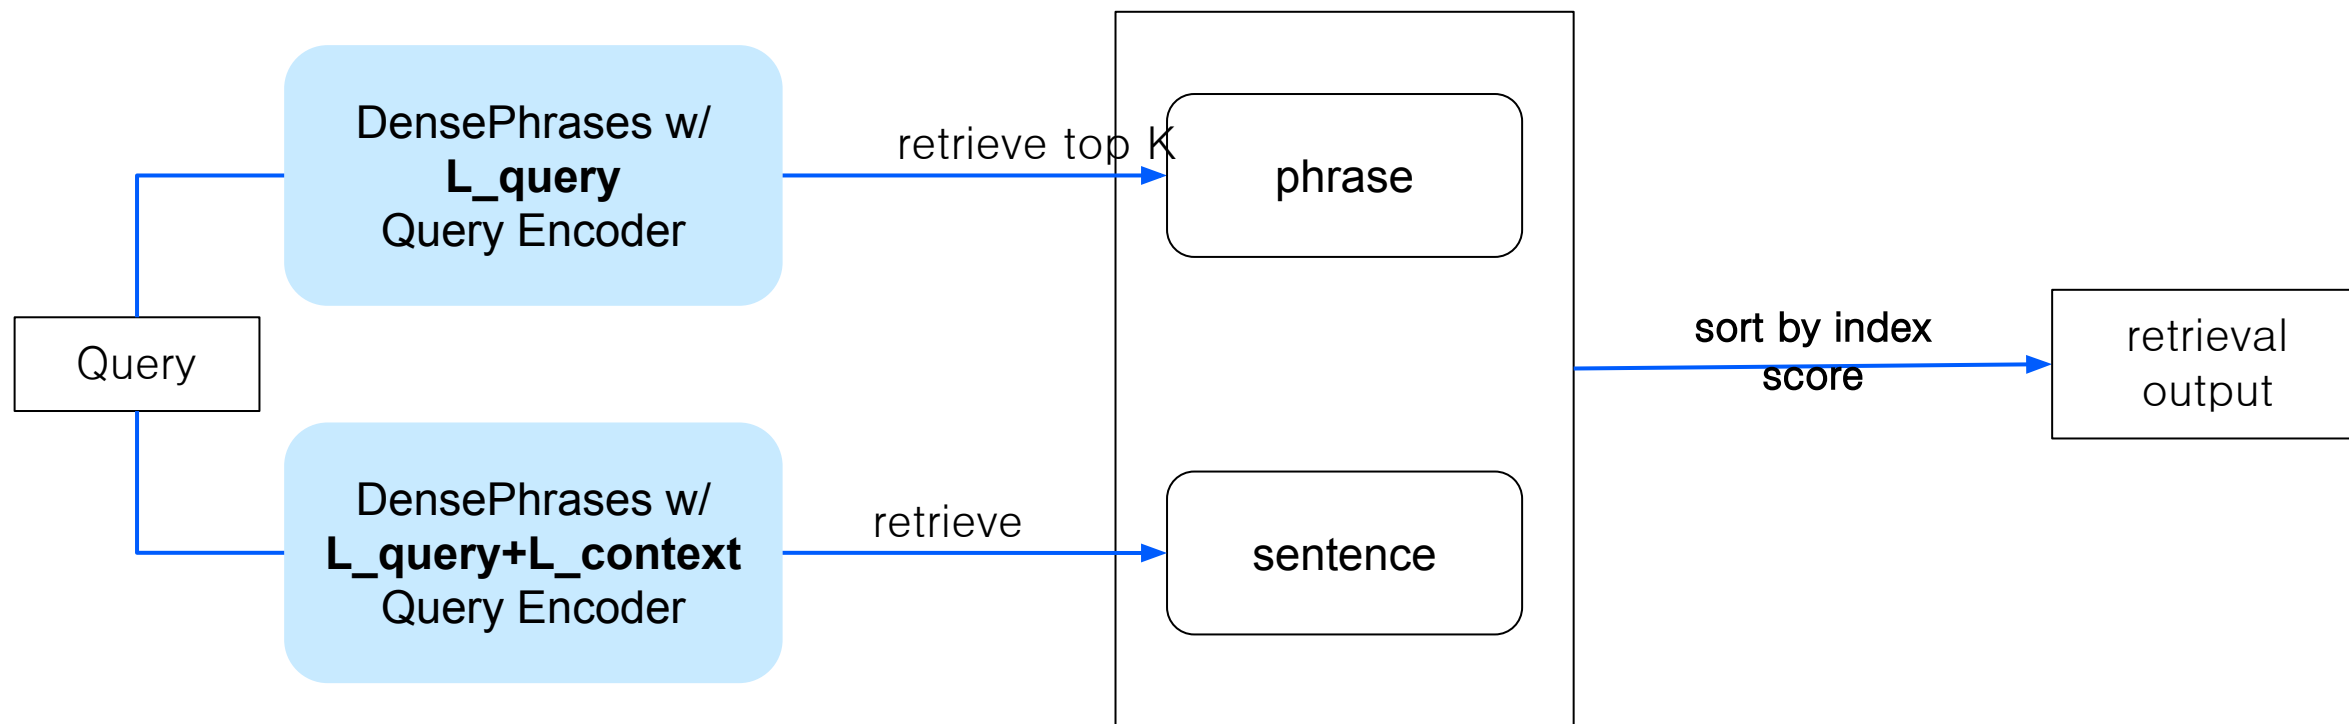 DensePhrases w/
L_query
Query Encoder
retrieve top K
phrase
Query
sort by index
score
retrieval
output
DensePhrases w/
L_query+L_context
Query Encoder
retrieve
sentence